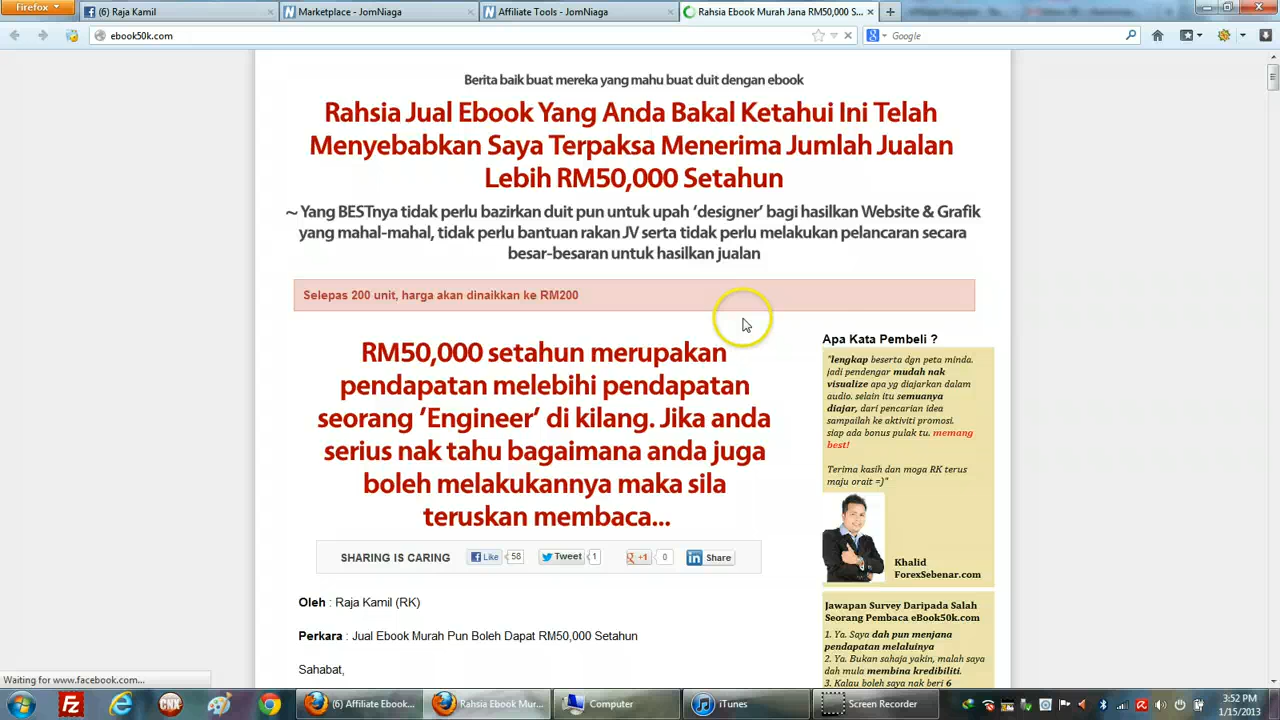 Firefox
(6) Raja Kamil
Marketplace - JomNiaga
Affiliate Tools - JomNiaga
Rahsia Ebook Murah Jana RM50,000 S...
ebook50k.com
Google
Berita baik buat mereka yang mahu buat duit dengan ebook
Rahsia Jual Ebook Yang Anda Bakal Ketahui Ini Telah
Menyebabkan Saya Terpaksa Menerima Jumlah Jualan
Lebih RM50,000 Setahun
~ Yang BESTnya tidak perlu bazirkan duit pun untuk upah 'designer' bagi hasilkan Website & Grafik
yang mahal-mahal, tidak perlu bantuan rakan JV serta tidak perlu melakukan pelancaran secara
besar-besaran untuk hasilkan jualan
Selepas 200 unit, harga akan dinaikkan ke RM200
RM50,000 setahun merupakan
pendapatan melebihi pendapatan
seorang 'Engineer' di kilang. Jika anda
serius nak tahu bagaimana anda juga
boleh melakukannya maka sila
teruskan membaca...
SHARING IS CARING
Like 58
Tweet 1
+1 0
Share
Oleh : Raja Kamil (RK)
Perkara : Jual Ebook Murah Pun Boleh Dapat RM50,000 Setahun
Sahabat,
Apa Kata Pembeli ?
"lengkap beserta dgn peta minda.
jadi pendengar mudah nak
visualize apa yg diajarkan dalam
audio. selain itu semuanya
diajar, dari pencarian idea
sampailah ke aktiviti promosi.
siap ada bonus pulak tu. memang
best!
Terima kasih dan moga RK terus
maju orait =)"
Khalid
ForexSebenar.com
Jawapan Survey Daripada Salah
Seorang Pembaca eBook50k.com
1. Ya. Saya dah pun menjana
pendapatan melaluinya
2. Ya. Bukan sahaja yakin, malah saya
dah mula membina kredibiliti.
3. Kalau boleh saya nak beri 6
Waiting for www.facebook.com...
(6) Affiliate Ebook...
Rahsia Ebook Mur...
Computer
iTunes
Screen Recorder
3:52 PM
1/15/2013